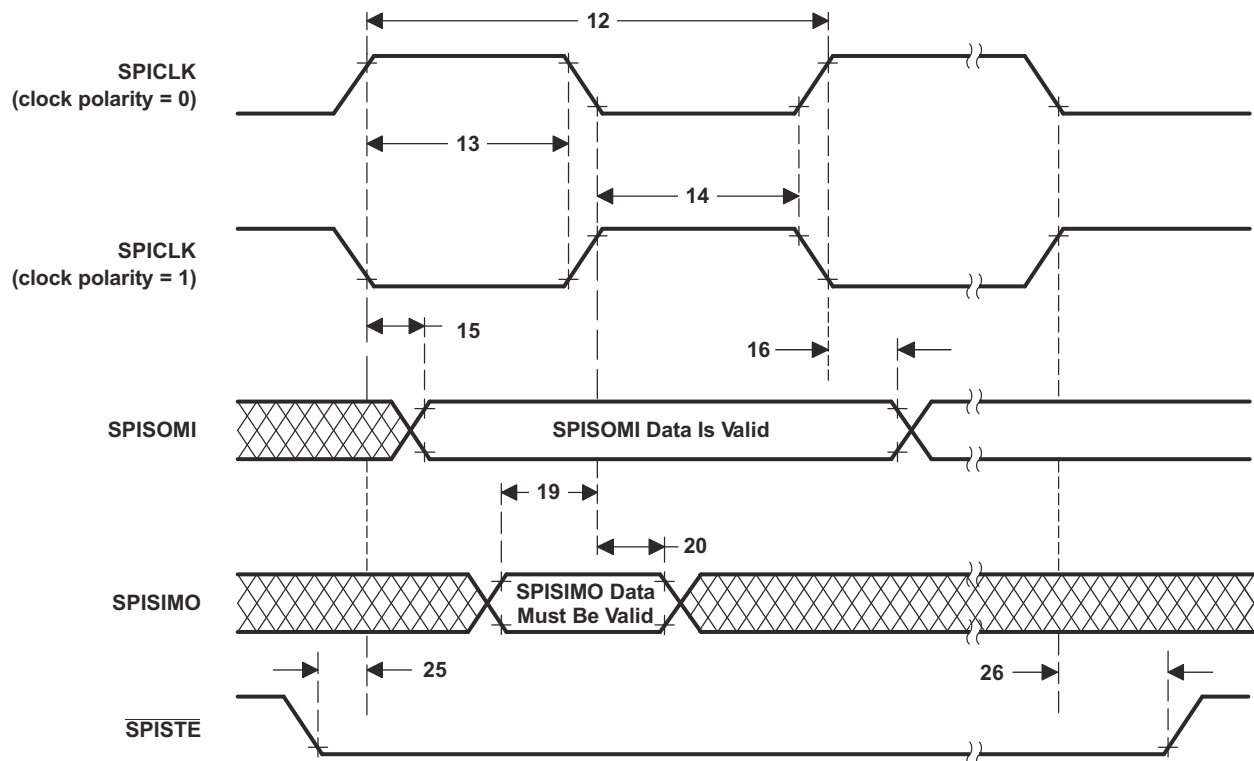 12
SPICLK
(clock polarity = 0)
13
14
SPICLK
(clock polarity = 1)
15
16
SPISOMI
SPISOMI Data Is Valid
19
20
SPISIMO
SPISIMO Data
Must Be Valid
25
26
SPISTE